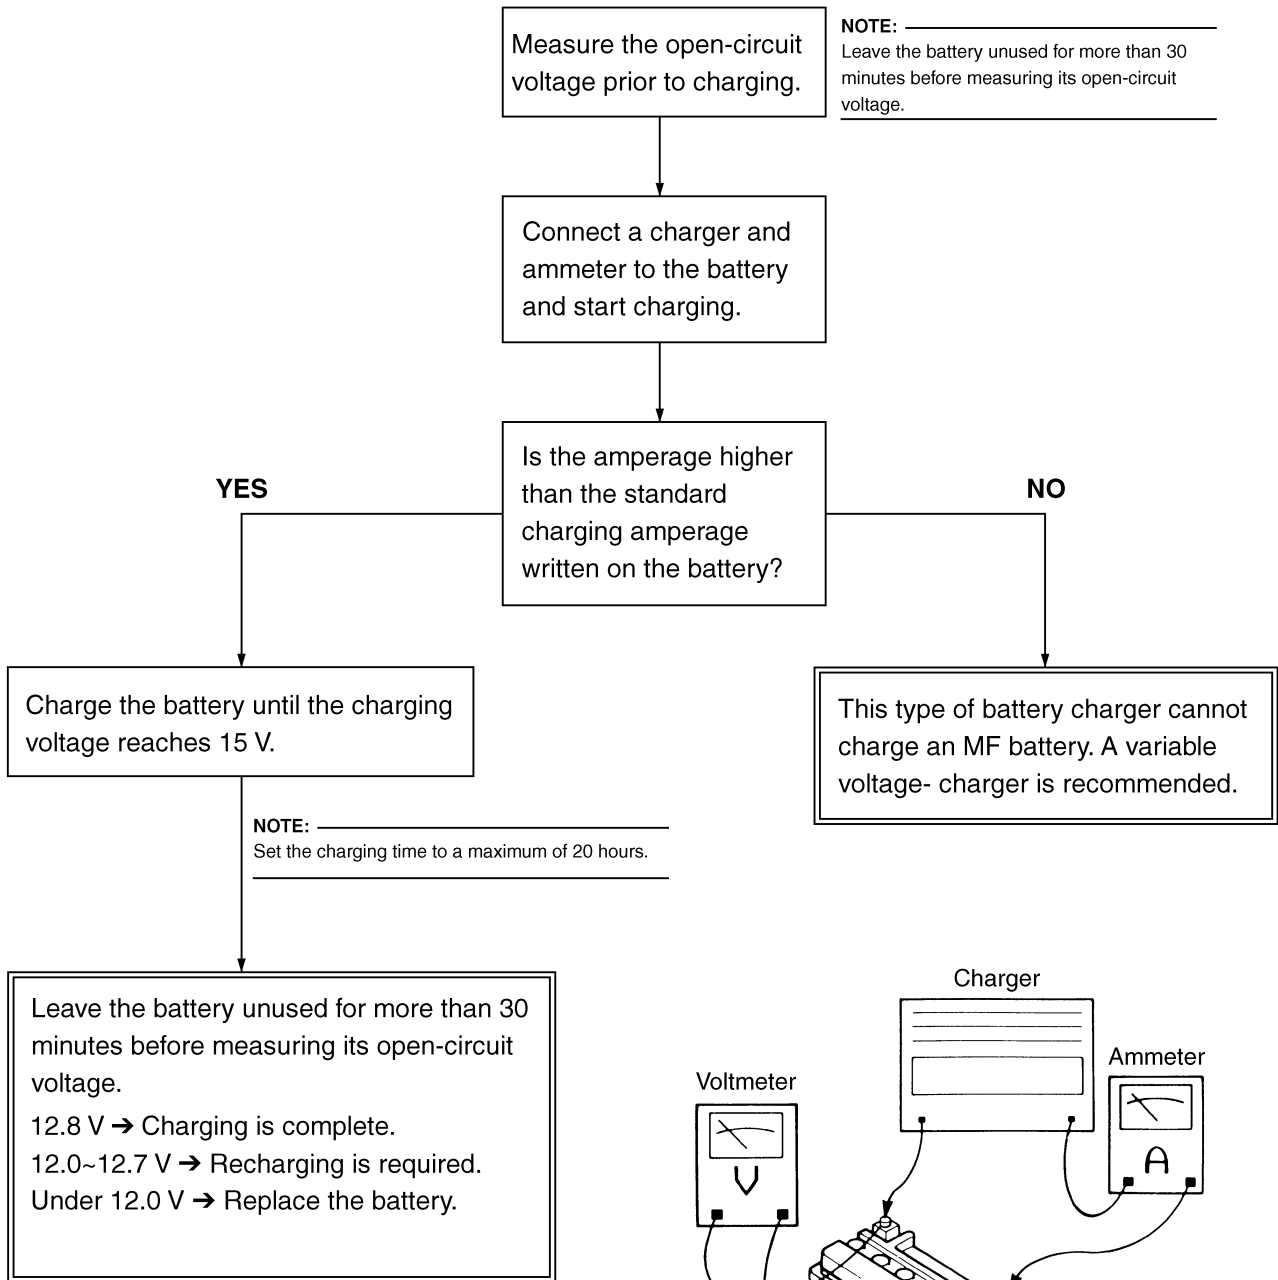 Measure the open-circuit
voltage prior to charging.
NOTE:
Leave the battery unused for more than 30
minutes before measuring its open-circuit
voltage.
Connect a charger and
ammeter to the battery
and start charging.
Is the amperage higher
than the standard
charging amperage
written on the battery?
YES
NO
Charge the battery until the charging
voltage reaches 15 V.
This type of battery charger cannot
charge an MF battery. A variable
voltage- charger is recommended.
NOTE:
Set the charging time to a maximum of 20 hours.
Leave the battery unused for more than 30
minutes before measuring its open-circuit
voltage.
12.8 V ➔ Charging is complete.
12.0~12.7 V ➔ Recharging is required.
Under 12.0 V ➔ Replace the battery.
Charger
Ammeter
Voltmeter
A
V